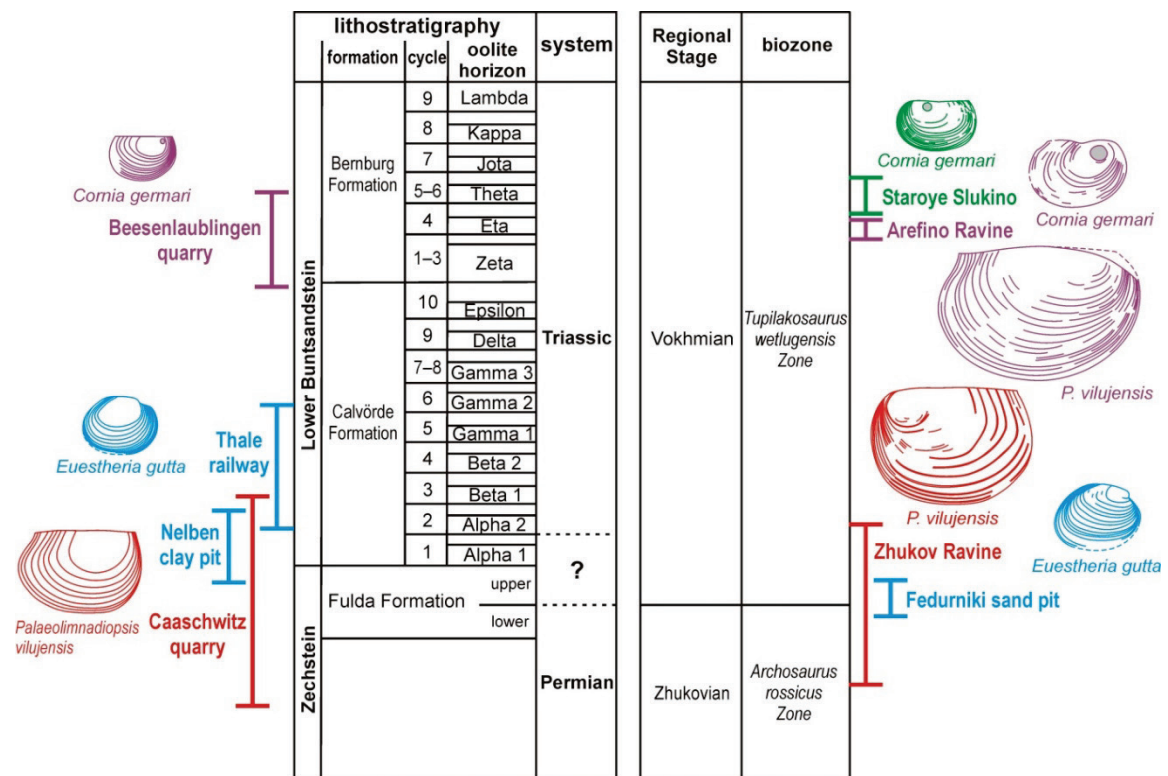 lithostratigraphy
system
formation
cycle
oolite
horizon
Regional
Stage
biozone
9
Lambda
8
Kappa
7
Jota
5–6
Theta
4
Eta
1–3
Zeta
10
Epsilon
9
Delta
7–8
Gamma 3
6
Gamma 2
5
Gamma 1
4
Beta 2
3
Beta 1
2
Alpha 2
1
Alpha 1
Bernburg
Formation
Calvörde
Formation
Fulda Formation
upper
lower
Lower Buntsandstein
Zechstein
Triassic
?
Permian
Vokhmian
Zhukovian
Tupilakosaurus
wetlugensis
Zone
Archosaurus
rossicus
Zone
Cornia germari
Beesenlaublingen
quarry
Euestheria gutta
Thale
railway
Nelben
clay pit
Palaeolimnadiopsis
vilujensis
Caaschwitz
quarry
Cornia germari
Staroye Slukino
Cornia germari
Arefino Ravine
P. vilujensis
P. vilujensis
Zhukov Ravine
Euestheria gutta
Fedurniki sand pit